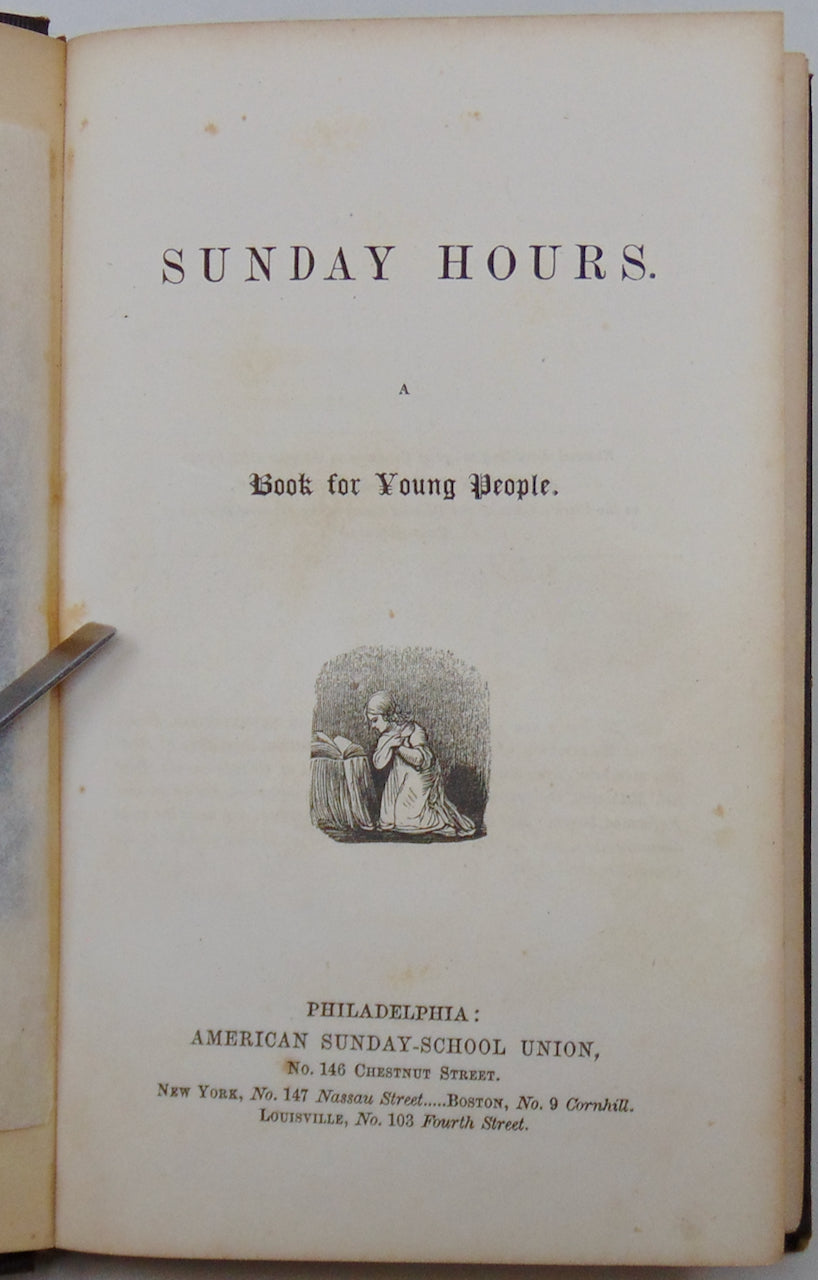 SUNDAY HOURS.
A
Book for Young People.
PHILADELPHIA:
AMERICAN SUNDAY-SCHOOL UNION,
No. 146 CHESTNUT STREET.
NEW YORK, No. 147 Nassau Street.....BOSTON, No. 9 Cornhill.
LOUISVILLE, No. 103 Fourth Street.